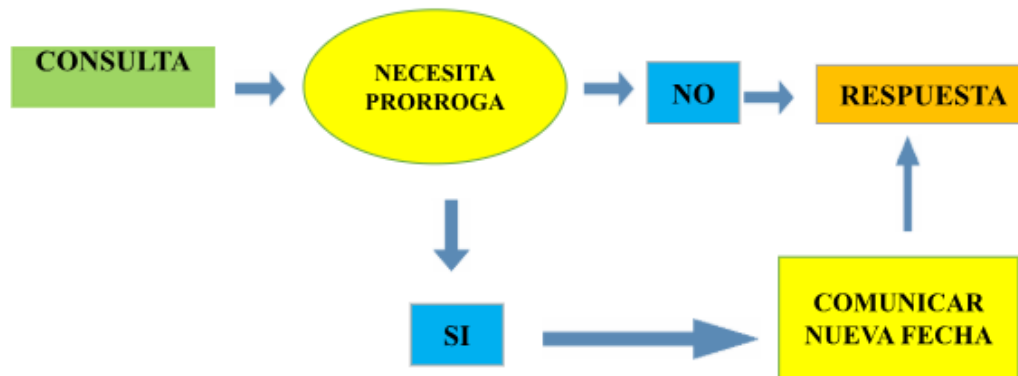 CONSULTA
NECESITA
PRORROGA
NO
RESPUESTA
SI
COMUNICAR
NUEVA FECHA